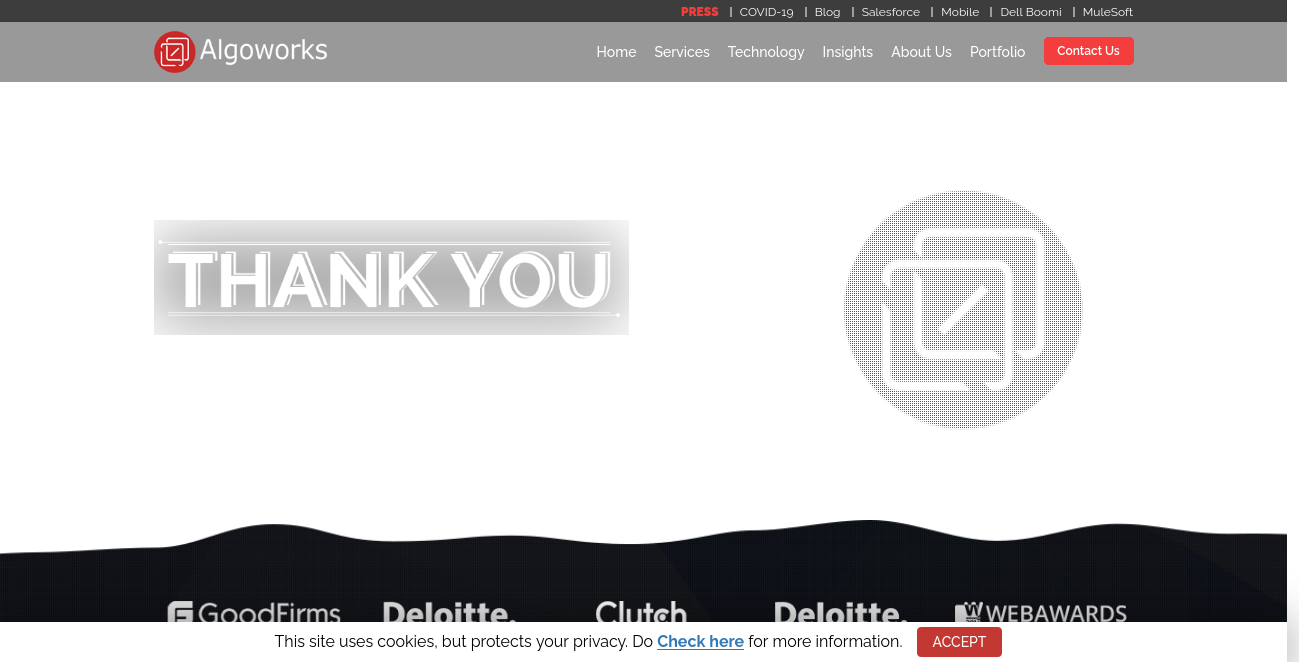 PRESS | COVID-19 | Blog | Salesforce | Mobile | Dell Boomi | MuleSoft
Algoworks Home Services Technology Insights About Us Portfolio Contact Us
THANK YOU
GoodFirms Deloitte. Clutch Deloitte. WEBAWARDS
This site uses cookies, but protects your privacy. Do Check here for more information. ACCEPT